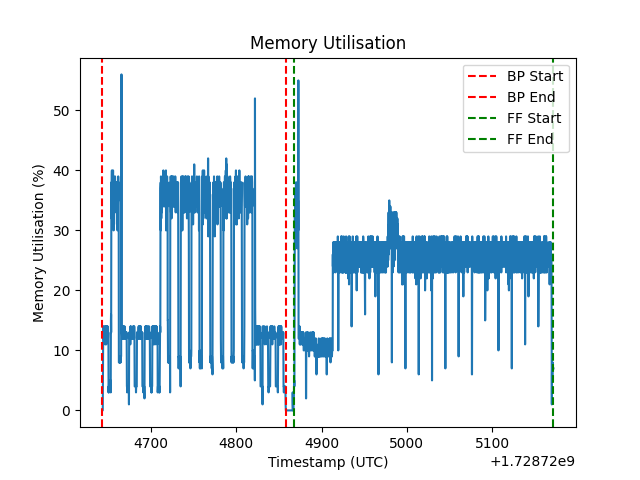 Memory Utilisation
BP Start
BP End
FF Start
FF End
Memory Utilisation (%)
50
40
30
20
10
0
4700 4800 4900 5000 5100
Timestamp (UTC)
+1.72872e9